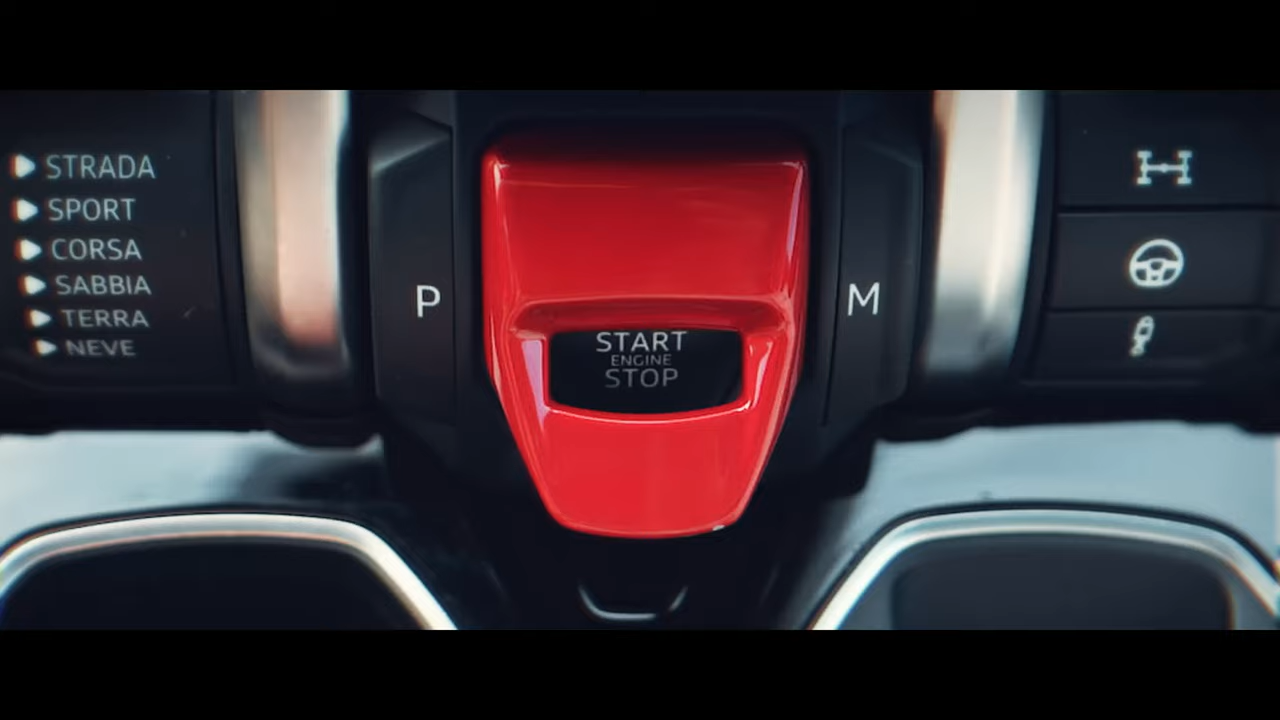 STRADA
SPORT
CORSA
SABBIA
TERRA
NEVE
P
START
ENGINE
STOP
M